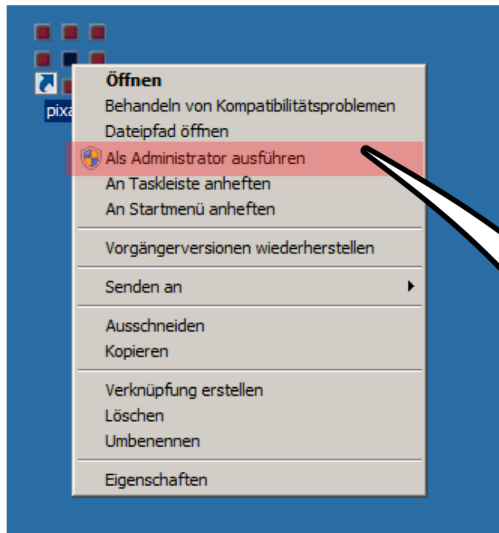 Öffnen
Behandeln von Kompatibilitätsproblemen
Dateipfad öffnen
Als Administrator ausführen
An Taskleiste anheften
An Startmenü anheften
Vorgängerversionen wiederherstellen
Senden an
Ausschneiden
Kopieren
Verknüpfung erstellen
Löschen
Umbenennen
Eigenschaften